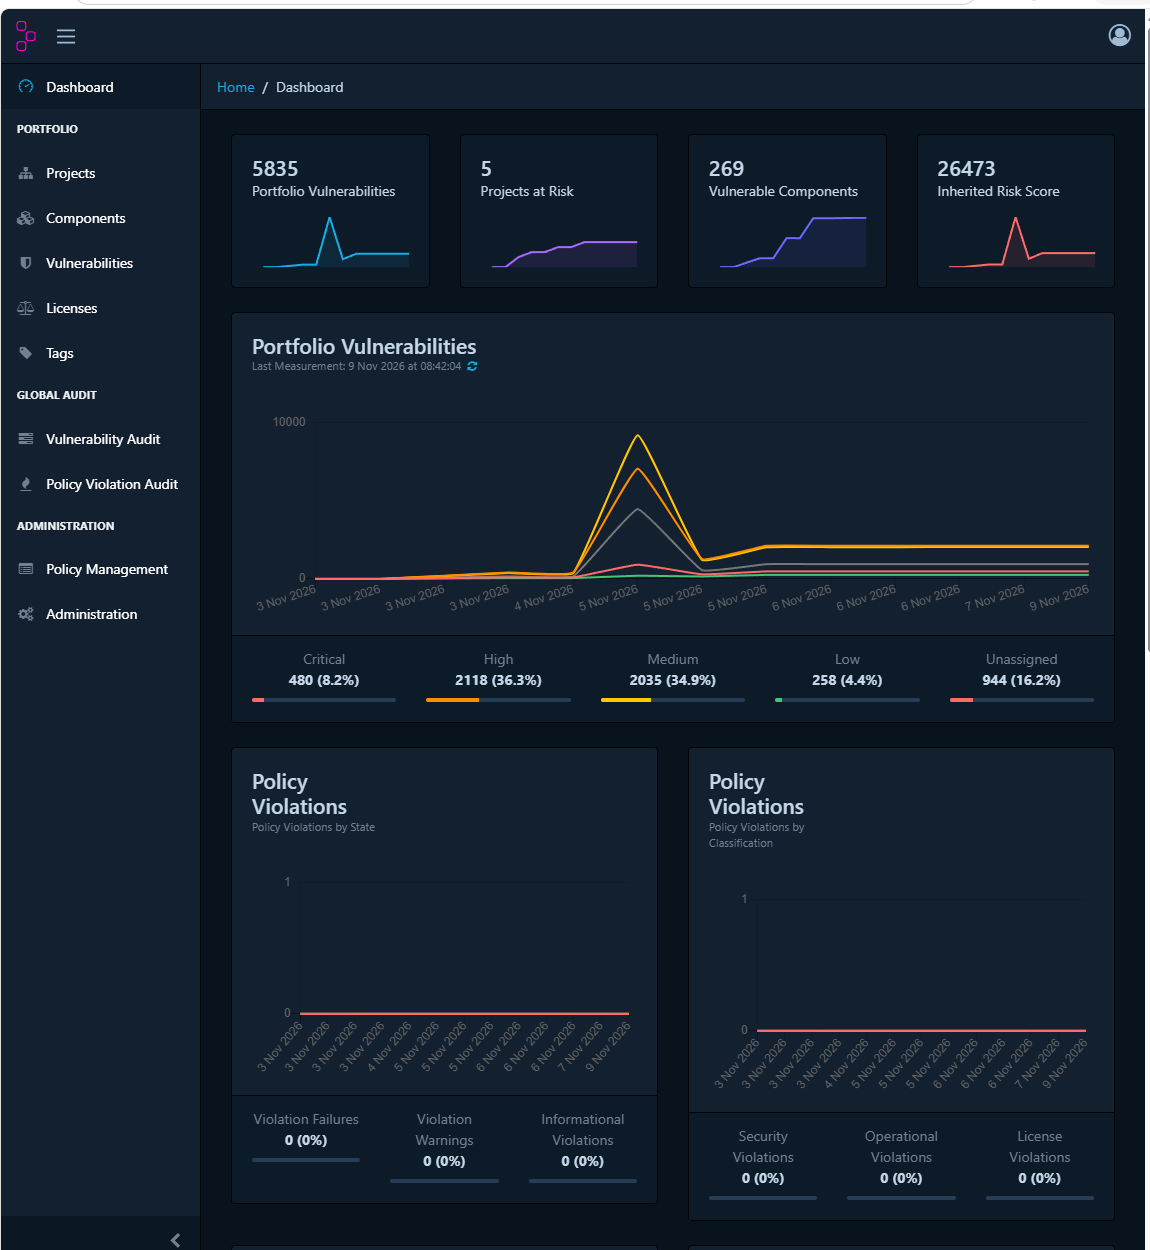 Dashboard
Home / Dashboard
PORTFOLIO
Projects
Components
Vulnerabilities
Licenses
Tags
GLOBAL AUDIT
Vulnerability Audit
Policy Violation Audit
ADMINISTRATION
Policy Management
Administration
5835
Portfolio Vulnerabilities
5
Projects at Risk
269
Vulnerable Components
26473
Inherited Risk Score
Portfolio Vulnerabilities
Last Measurement: 9 Nov 2026 at 08:42:04
10000
0
3 Nov 2026
3 Nov 2026
3 Nov 2026
3 Nov 2026
4 Nov 2026
5 Nov 2026
5 Nov 2026
5 Nov 2026
6 Nov 2026
6 Nov 2026
6 Nov 2026
7 Nov 2026
9 Nov 2026
Critical
480 (8.2%)
High
2118 (36.3%)
Medium
2035 (34.9%)
Low
258 (4.4%)
Unassigned
944 (16.2%)
Policy
Violations
Policy Violations by State
1
0
3 Nov 2026
3 Nov 2026
3 Nov 2026
3 Nov 2026
4 Nov 2026
5 Nov 2026
5 Nov 2026
5 Nov 2026
6 Nov 2026
6 Nov 2026
6 Nov 2026
7 Nov 2026
9 Nov 2026
Violation Failures
0 (0%)
Violation
Warnings
0 (0%)
Informational
Violations
0 (0%)
Policy
Violations
Policy Violations by
Classification
1
0
3 Nov 2026
3 Nov 2026
3 Nov 2026
3 Nov 2026
4 Nov 2026
5 Nov 2026
5 Nov 2026
5 Nov 2026
6 Nov 2026
6 Nov 2026
6 Nov 2026
7 Nov 2026
9 Nov 2026
Security
Violations
0 (0%)
Operational
Violations
0 (0%)
License
Violations
0 (0%)